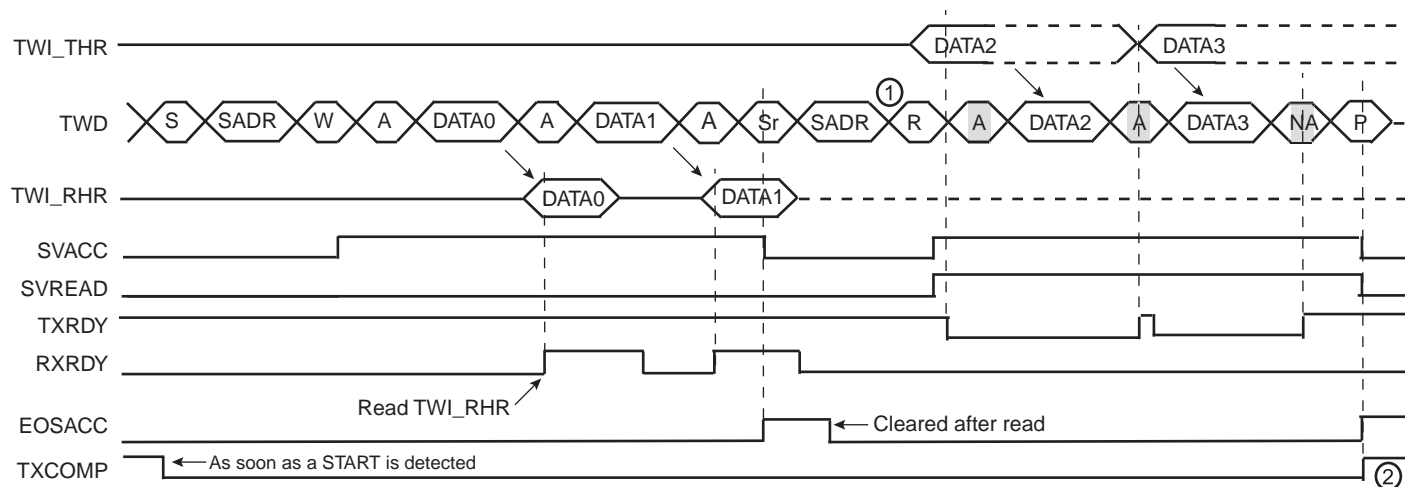 TWI_THR DATA2 DATA3
①
TWD S SADR W A DATA0 A DATA1 A Sr SADR R A DATA2 A DATA3 NA P
TWI_RHR DATA0 DATA1
SVACC
SVREAD
TXRDY
RXRDY
Read TWI_RHR
EOSACC Cleared after read
TXCOMP As soon as a START is detected ②